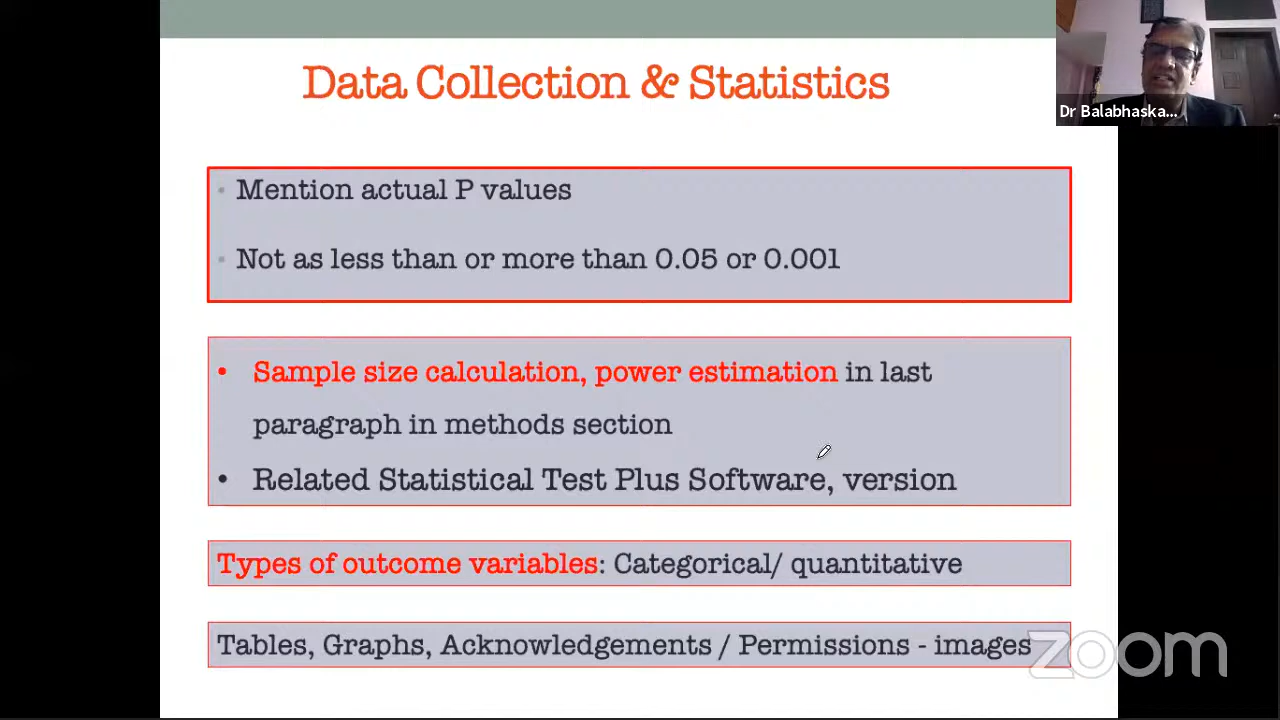 Data Collection & Statistics
Dr Balabhaska...
• Mention actual P values
• Not as less than or more than 0.05 or 0.001
• Sample size calculation, power estimation in last
paragraph in methods section
• Related Statistical Test Plus Software, version
Types of outcome variables: Categorical/ quantitative
Tables, Graphs, Acknowledgements / Permissions - images
zoom